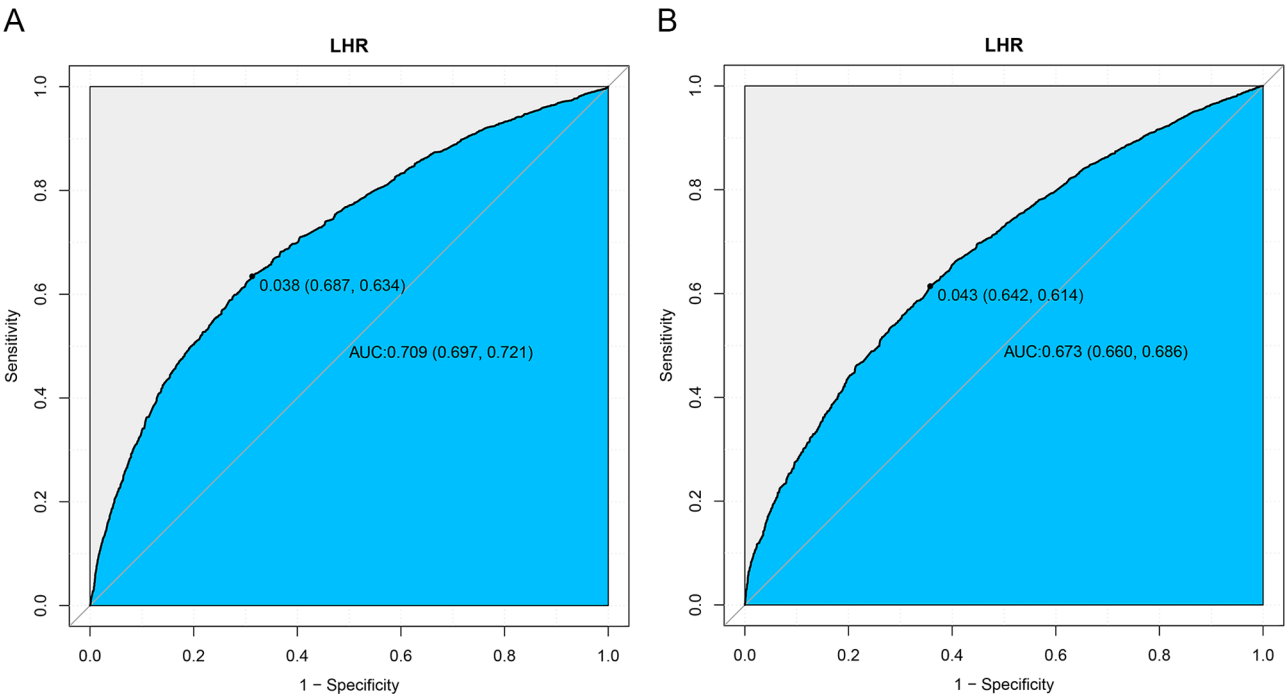 A
LHR
1.0
0.8
0.6
0.4
0.2
0.0
Sensitivity
0.038 (0.687, 0.634)
AUC:0.709 (0.697, 0.721)
0.0 0.2 0.4 0.6 0.8 1.0
1 − Specificity
B
LHR
1.0
0.8
0.6
0.4
0.2
0.0
Sensitivity
0.043 (0.642, 0.614)
AUC:0.673 (0.660, 0.686)
0.0 0.2 0.4 0.6 0.8 1.0
1 − Specificity